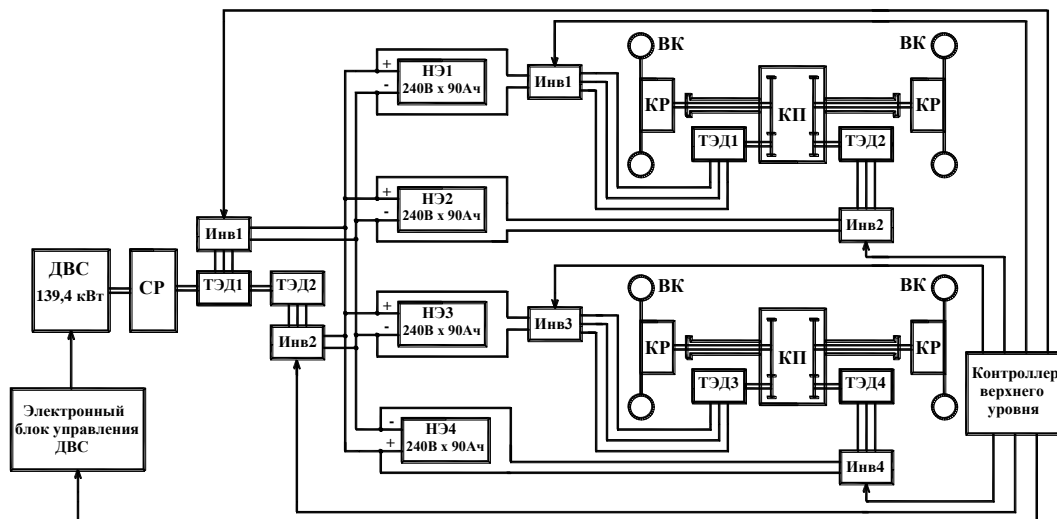 ВК
ВК
НЭ1
240В х 90Ач
+
-
Инв1
КР
КП
КР
ТЭД1
ТЭД2
НЭ2
240В х 90Ач
+
-
Инв2
Инв1
ДВС
139,4 кВт
СР
ТЭД1
ТЭД2
Инв2
НЭ3
240В х 90Ач
+
-
Инв3
ВК
ВК
КР
КП
КР
ТЭД3
ТЭД4
Контроллер
верхнего
уровня
Электронный
блок управления
ДВС
-
+
НЭ4
240В х 90Ач
Инв4